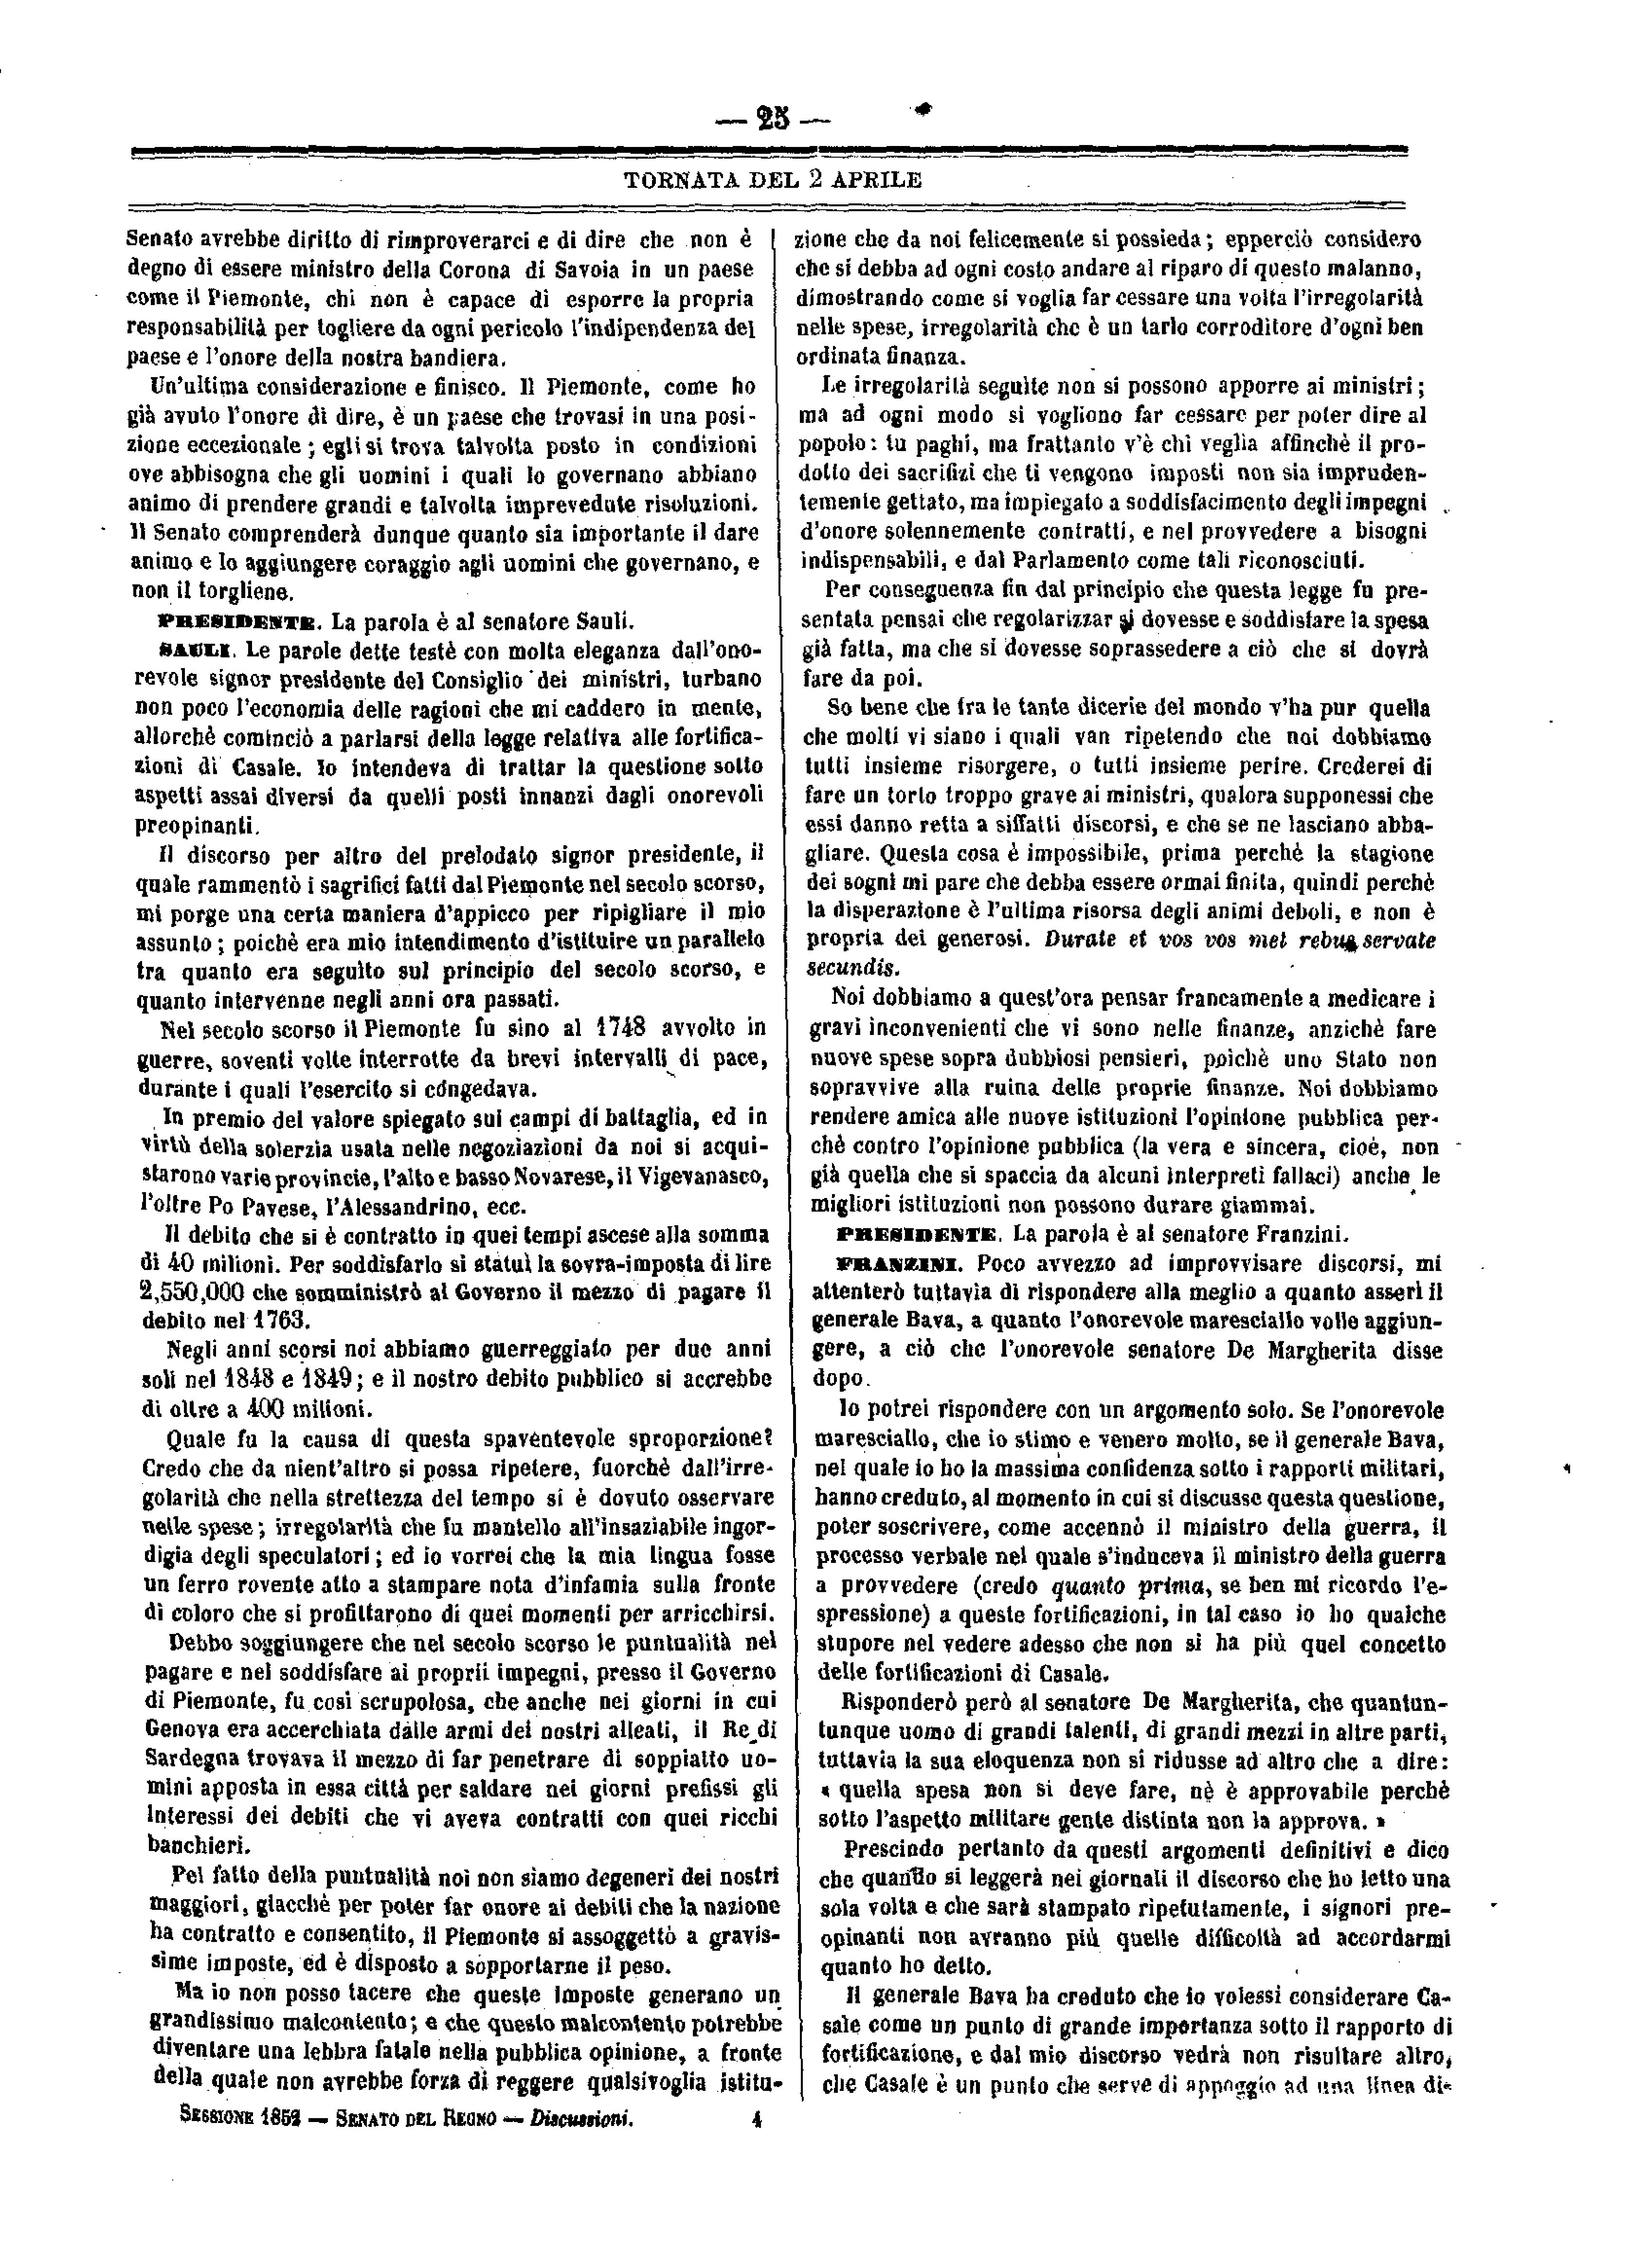 — 25 —
TORNATA DEL 2 APRILE
Senato avrebbe diritto di rimproverarci e di dire che non è
degno di essere ministro della Corona di Savoia in un paese
come il Piemonte, chi non è capace di esporre la propria
responsabilità per togliere da ogni pericolo l'indipendenza del
paese e l'onore della nostra bandiera.
Un'ultima considerazione e finisco. Il Piemonte, come ho
già avuto l'onore di dire, è un paese che trovasi in una posi-
zione eccezionale; egli si trova talvolta posto in condizioni
ove abbisogna che gli uomini i quali lo governano abbiano
animo di prendere grandi e talvolta imprevedute risoluzioni.
Il Senato comprenderà dunque quanto sia importante il dare
animo e lo aggiungere coraggio agli uomini che governano, e
non il torgliene.
PRESIDENTE. La parola è al senatore Sauli.
SAULI. Le parole dette testè con molta eleganza dall'ono-
revole signor presidente del Consiglio dei ministri, turbano
non poco l'economia delle ragioni che mi caddero in mente,
allorchè cominciò a parlarsi della legge relativa alle fortifica-
zioni di Casale. Io intendeva di trattar la questione sotto
aspetti assai diversi da quelli posti innanzi dagli onorevoli
preopinanti.
Il discorso per altro del prelodato signor presidente, il
quale rammentò i sagrifici fatti dal Piemonte nel secolo scorso,
mi porge una certa maniera d'appicco per ripigliare il mio
assunto; poichè era mio intendimento d'istituire un parallelo
tra quanto era seguito sul principio del secolo scorso, e
quanto intervenne negli anni ora passati.
Nel secolo scorso il Piemonte fu sino al 1748 avvolto in
guerre, soventi volte interrotte da brevi intervalli di pace,
durante i quali l'esercito si congedava.
In premio del valore spiegato sui campi di battaglia, ed in
virtù della solerzia usata nelle negoziazioni da noi si acqui-
starono varie provincie, l'alto e basso Novarese, il Vigevanasco,
l'oltre Po Pavese, l'Alessandrino, ecc.
Il debito che si è contratto in quei tempi ascese alla somma
di 40 milioni. Per soddisfarlo si statuì la sovra-imposta di lire
2,550,000 che somministrò al Governo il mezzo di pagare il
debito nel 1763.
Negli anni scorsi noi abbiamo guerreggiato per due anni
soli nel 1848 e 1849; e il nostro debito pubblico si accrebbe
di oltre a 400 milioni.
Quale fu la causa di questa spaventevole sproporzione?
Credo che da nient'altro si possa ripetere, fuorchè dall'irre-
golarità che nella strettezza del tempo si è dovuto osservare
nelle spese; irregolarità che fu mantello all'insaziabile ingor-
digia degli speculatori; ed io vorrei che la mia lingua fosse
un ferro rovente atto a stampare nota d'infamia sulla fronte
di coloro che si profittarono di quei momenti per arricchirsi.
Debbo soggiungere che nel secolo scorso le puntualità nel
pagare e nel soddisfare ai proprii impegni, presso il Governo
di Piemonte, fu così scrupolosa, che anche nei giorni in cui
Genova era accerchiata dalle armi dei nostri alleati, il Re di
Sardegna trovava il mezzo di far penetrare di soppiatto uo-
mini apposta in essa città per saldare nei giorni prefissi gli
interessi dei debiti che vi aveva contratti con quei ricchi
banchieri.
Pel fatto della puntualità noi non siamo degeneri dei nostri
maggiori, giacchè per poter far onore ai debiti che la nazione
ha contratto e consentito, il Piemonte si assoggettò a gravis-
sime imposte, ed è disposto a sopportarne il peso.
Ma io non posso tacere che queste imposte generano un
grandissimo malcontento; e che questo malcontento potrebbe
diventare una lebbra fatale nella pubblica opinione, a fronte
della quale non avrebbe forza di reggere qualsivoglia istitu-
SESSIONE 1852 — SENATO DEL REGNO — Discussioni. 4
zione che da noi felicemente si possieda; epperciò considero
che si debba ad ogni costo andare al riparo di questo malanno,
dimostrando come si voglia far cessare una volta l'irregolarità
nelle spese, irregolarità che è un tarlo corroditore d'ogni ben
ordinata finanza.
Le irregolarità seguite non si possono apporre ai ministri;
ma ad ogni modo si vogliono far cessare per poter dire al
popolo: tu paghi, ma frattanto v'è chi veglia affinchè il pro-
dotto dei sacrifizi che ti vengono imposti non sia impruden-
temente gettato, ma impiegato a soddisfacimento degli impegni
d'onore solennemente contratti, e nel provvedere a bisogni
indispensabili, e dal Parlamento come tali riconosciuti.
Per conseguenza fin dal principio che questa legge fu pre-
sentata pensai che regolarizzar si dovesse e soddisfare la spesa
già fatta, ma che si dovesse soprassedere a ciò che si dovrà
fare da poi.
So bene che fra le tante dicerie del mondo v'ha pur quella
che molti vi siano i quali van ripetendo che noi dobbiamo
tutti insieme risorgere, o tutti insieme perire. Crederei di
fare un torto troppo grave ai ministri, qualora supponessi che
essi danno retta a siffatti discorsi, e che se ne lasciano abba-
gliare. Questa cosa è impossibile, prima perchè la stagione
dei sogni mi pare che debba essere ormai finita, quindi perchè
la disperazione è l'ultima risorsa degli animi deboli, e non è
propria dei generosi. Durate et vos vos met rebus servate
secundis.
Noi dobbiamo a quest'ora pensar francamente a medicare i
gravi inconvenienti che vi sono nelle finanze, anzichè fare
nuove spese sopra dubbiosi pensieri, poichè uno Stato non
sopravvive alla ruina delle proprie finanze. Noi dobbiamo
rendere amica alle nuove istituzioni l'opinione pubblica per-
chè contro l'opinione pubblica (la vera e sincera, cioè, non
già quella che si spaccia da alcuni interpreti fallaci) anche le
migliori istituzioni non possono durare giammai.
PRESIDENTE. La parola è al senatore Franzini.
FRANZINI. Poco avvezzo ad improvvisare discorsi, mi
attenterò tuttavia di rispondere alla meglio a quanto asserì il
generale Bava, a quanto l'onorevole maresciallo volle aggiun-
gere, a ciò che l'onorevole senatore De Margherita disse
dopo.
Io potrei rispondere con un argomento solo. Se l'onorevole
maresciallo, che io stimo e venero molto, se il generale Bava,
nel quale io ho la massima confidenza sotto i rapporti militari,
hanno creduto, al momento in cui si discusse questa questione,
poter soscrivere, come accennò il ministro della guerra, il
processo verbale nel quale s'induceva il ministro della guerra
a provvedere (credo quanto prima, se ben mi ricordo l'e-
spressione) a queste fortificazioni, in tal caso io ho qualche
stupore nel vedere adesso che non si ha più quel concetto
delle fortificazioni di Casale.
Risponderò però al senatore De Margherita, che quantun-
tunque uomo di grandi talenti, di grandi mezzi in altre parti,
tuttavia la sua eloquenza non si ridusse ad altro che a dire:
« quella spesa non si deve fare, nè è approvabile perchè
sotto l'aspetto militare gente distinta non la approva. »
Prescindo pertanto da questi argomenti definitivi e dico
che quando si leggerà nei giornali il discorso che ho letto una
sola volta e che sarà stampato ripetutamente, i signori pre-
opinanti non avranno più quelle difficoltà ad accordarmi
quanto ho detto.
Il generale Bava ha creduto che io volessi considerare Ca-
sale come un punto di grande importanza sotto il rapporto di
fortificazione, e dal mio discorso vedrà non risultare altro,
che Casale è un punto che serve di appoggio ad una linea di-